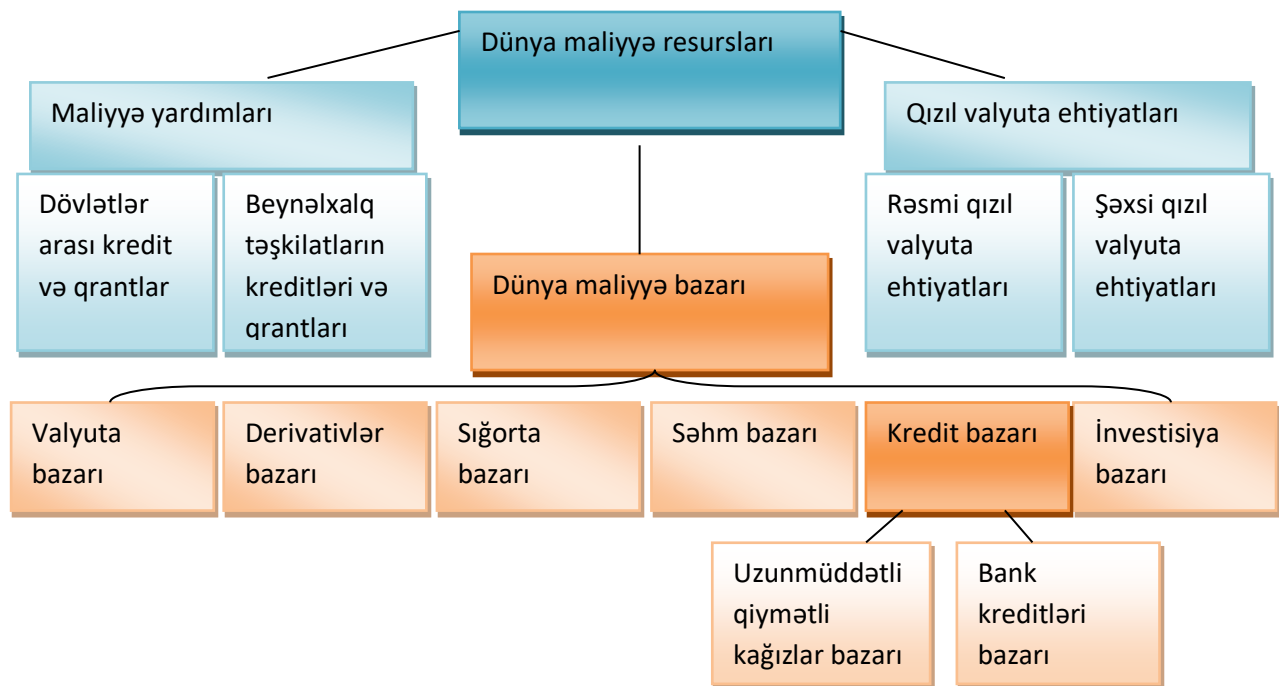 Dünya maliyyə resursları
Maliyyə yardımları
Qızıl valyuta ehtiyatları
Dövlətlər
arası kredit
və qrantlar
Beynəlxalq
təşkilatların
kreditləri və
qrantları
Rəsmi qızıl
valyuta
ehtiyatları
Şəxsi qızıl
valyuta
ehtiyatları
Dünya maliyyə bazarı
Valyuta
bazarı
Derivativlər
bazarı
Sığorta
bazarı
Səhm bazarı
Kredit bazarı
İnvestisiya
bazarı
Uzunmüddətli
qiymətli
kağızlar bazarı
Bank
kreditləri
bazarı